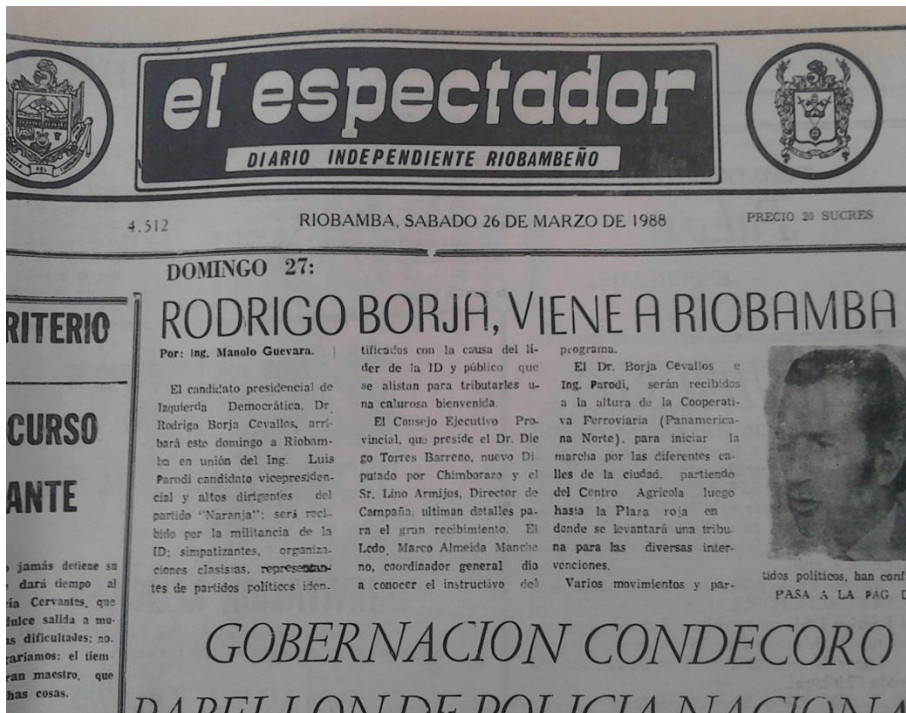 el espectador
DIARIO INDEPENDIENTE RIOBAMBEÑO
4.512
RIOBAMBA, SABADO 26 DE MARZO DE 1988
PRECIO 20 SUCRES
DOMINGO 27:
RODRIGO BORJA, VIENE A RIOBAMBA
Por: Ing. Manolo Guevara.
El candidato presidencial de
Izquierda Democrática, Dr
Rodrigo Borja Cevallos, arri-
bará este domingo a Riobam-
ba en unión del Ing. Luis
Parodi candidato vicepresiden-
cial y altos dirigentes del
partido "Naranja"; será reci-
bido por la militancia de la
ID; simpatizantes, organiza-
ciones clasistas, representan-
tes de partidos políticos iden-
tificados con la causa del lí-
der de la ID y público que
se alistan para tributarles u-
na calurosa bienvenida.
El Consejo Ejecutivo Pro-
vincial, que preside el Dr. Die
go Torres Barreno, nuevo Di
putado por Chimborazo y el
Sr. Lino Armijos, Director de
Campaña, ultiman detalles pa-
ra el gran recibimiento. El
Ledo, Marco Almeida Manche
no, coordinador general dio
a conocer el instructivo del
programa.
El Dr. Borja Cevallos e
Ing. Parodi, serán recibidos
a la altura de la Cooperati-
va Ferroviaria (Panamerica-
na Norte), para iniciar la
marcha por las diferentes ca-
lles de la ciudad, partiendo
del Centro Agrícola luego
hasta la Plaza roja en
donde se levantará una tribu-
na para las diversas inter-
venciones.
Varios movimientos y par-
tidos políticos, han conf
PASA A LA PAG D
RITERIO
CURSO
ANTE
jamás detiene su
dará tiempo al
ía Cervantes, que
dulce salida a mu-
as dificultades; no.
garíamos: el tiem
ran maestro, que
has cosas.
GOBERNACION CONDECORO
PABELLON DE POLICIA NACIONA